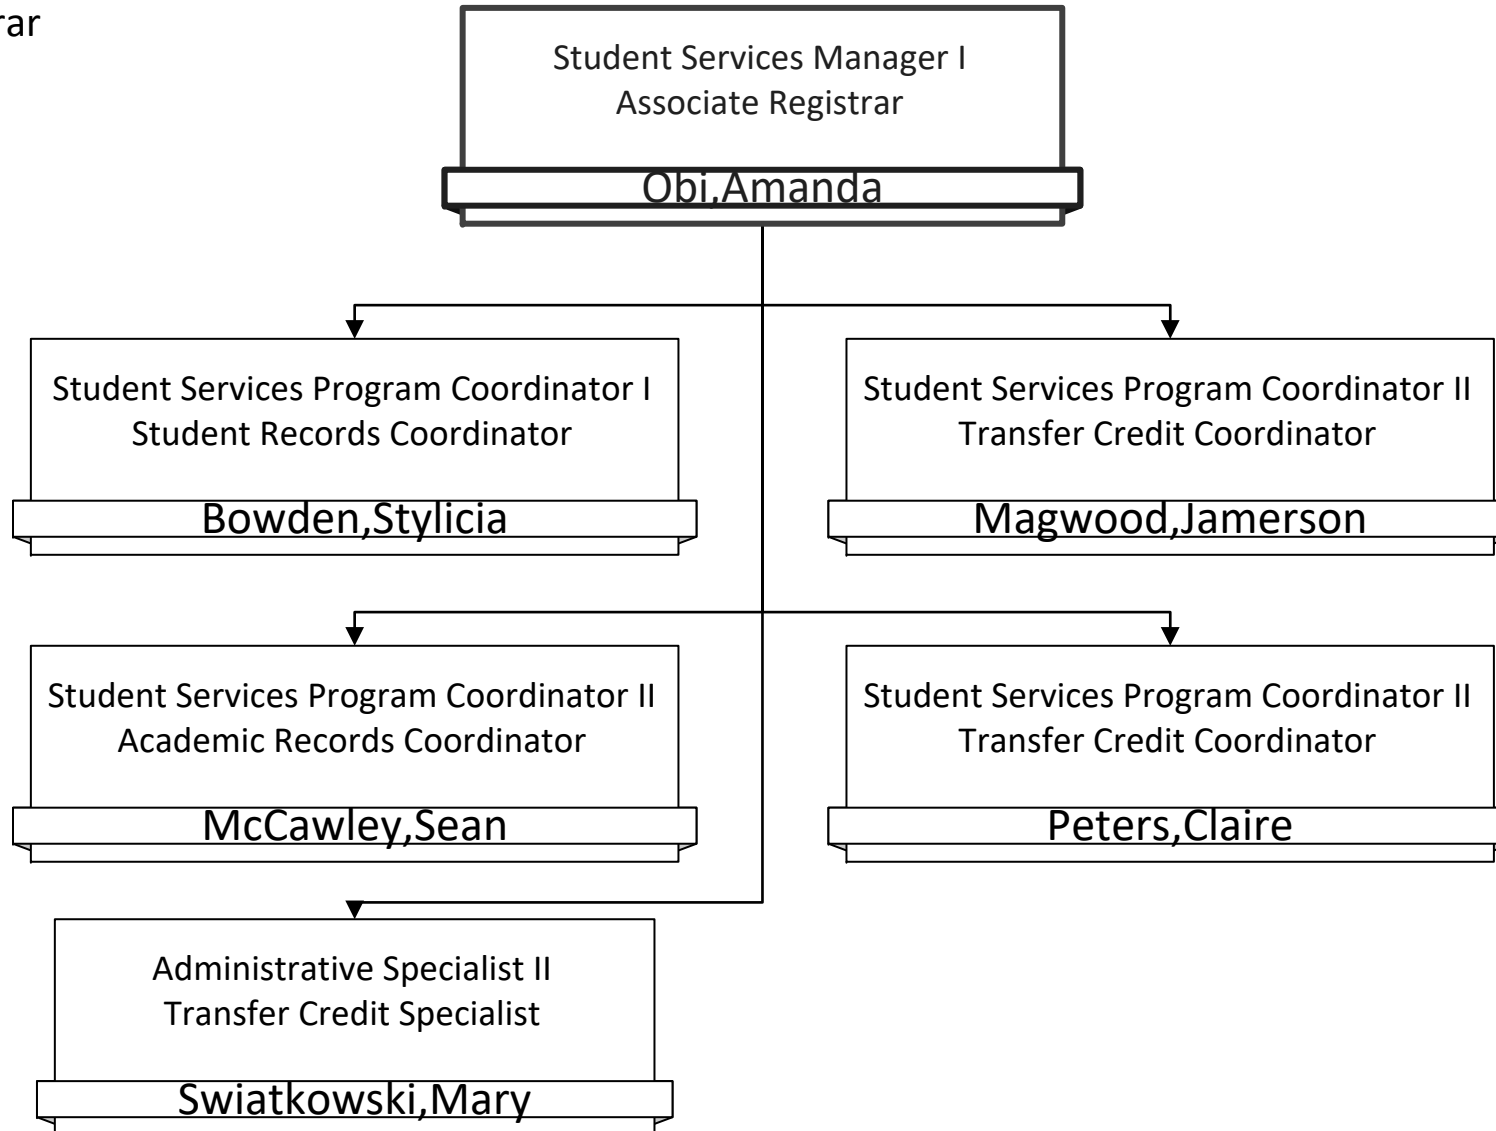 rar
Student Services Manager I
Associate Registrar
Obi,Amanda
Student Services Program Coordinator I
Student Records Coordinator
Bowden,Stylicia
Student Services Program Coordinator II
Transfer Credit Coordinator
Magwood,Jamerson
Student Services Program Coordinator II
Academic Records Coordinator
McCawley,Sean
Student Services Program Coordinator II
Transfer Credit Coordinator
Peters,Claire
Administrative Specialist II
Transfer Credit Specialist
Swiatkowski,Mary